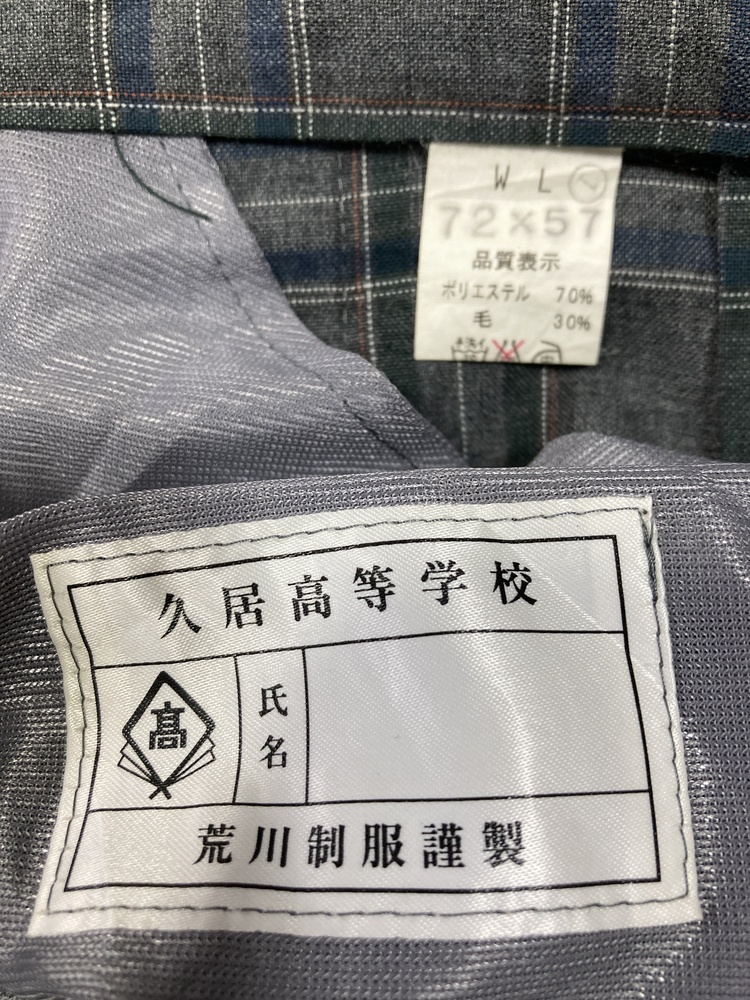 W L
72×57
品質表示
ポリエステル 70%
毛 30%
久居高等学校
高
氏名
荒川制服謹製